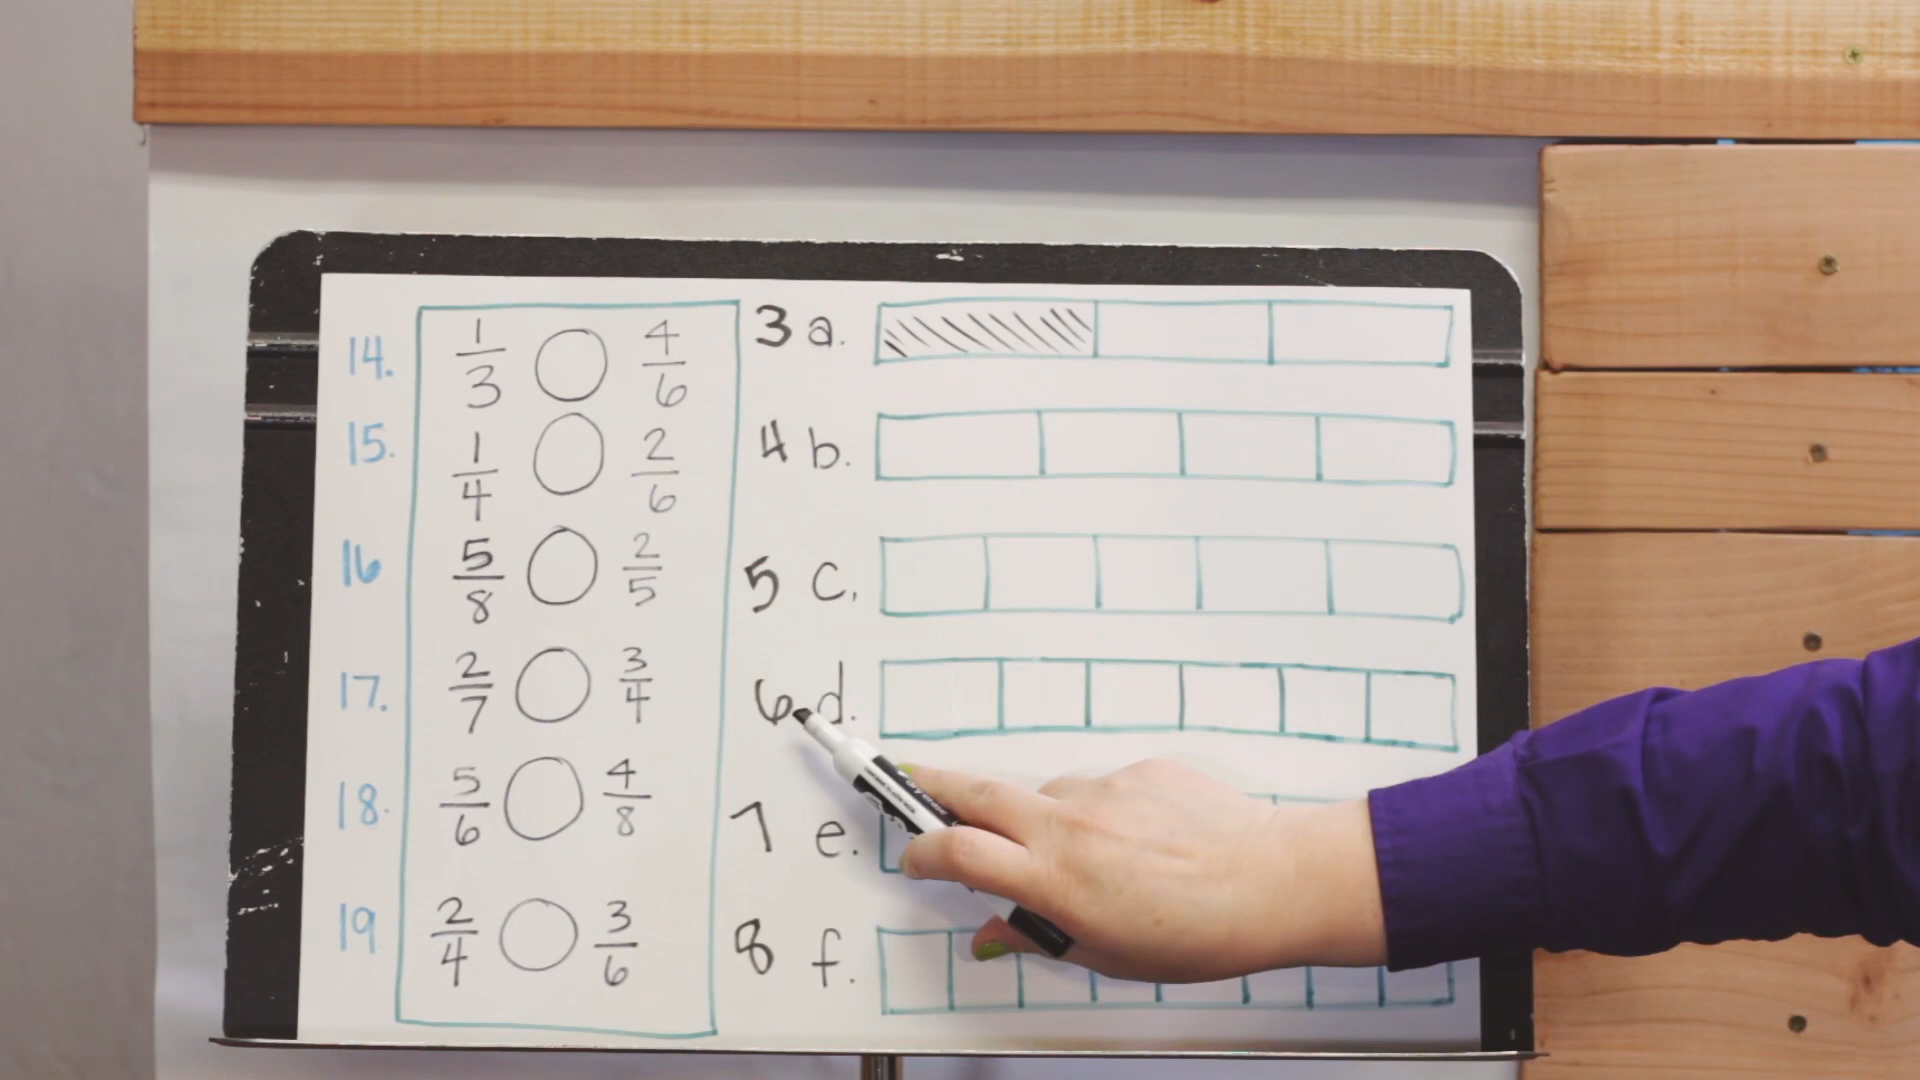 14. 1/3 ○ 4/6
15. 1/4 ○ 2/6
16 5/8 ○ 2/5
17. 2/7 ○ 3/4
18. 5/6 ○ 4/8
19. 2/4 ○ 3/6
3 a.
4 b.
5 c.
6 d.
7 e.
8 f.